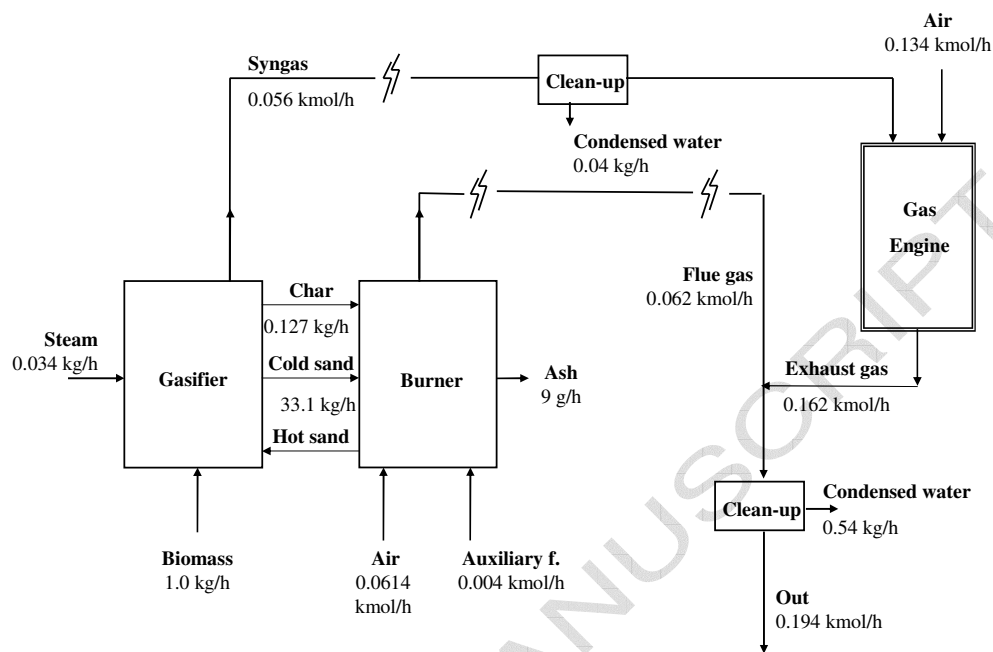 Air
0.134 kmol/h
Syngas
0.056 kmol/h
Clean-up
Condensed water
0.04 kg/h
Gas
Engine
Flue gas
0.062 kmol/h
Char
0.127 kg/h
Steam
0.034 kg/h
Gasifier
Cold sand
33.1 kg/h
Burner
Ash
9 g/h
Exhaust gas
0.162 kmol/h
Hot sand
Clean-up
Condensed water
0.54 kg/h
Biomass
1.0 kg/h
Air
0.0614
kmol/h
Auxiliary f.
0.004 kmol/h
Out
0.194 kmol/h
ANUSCRIPT